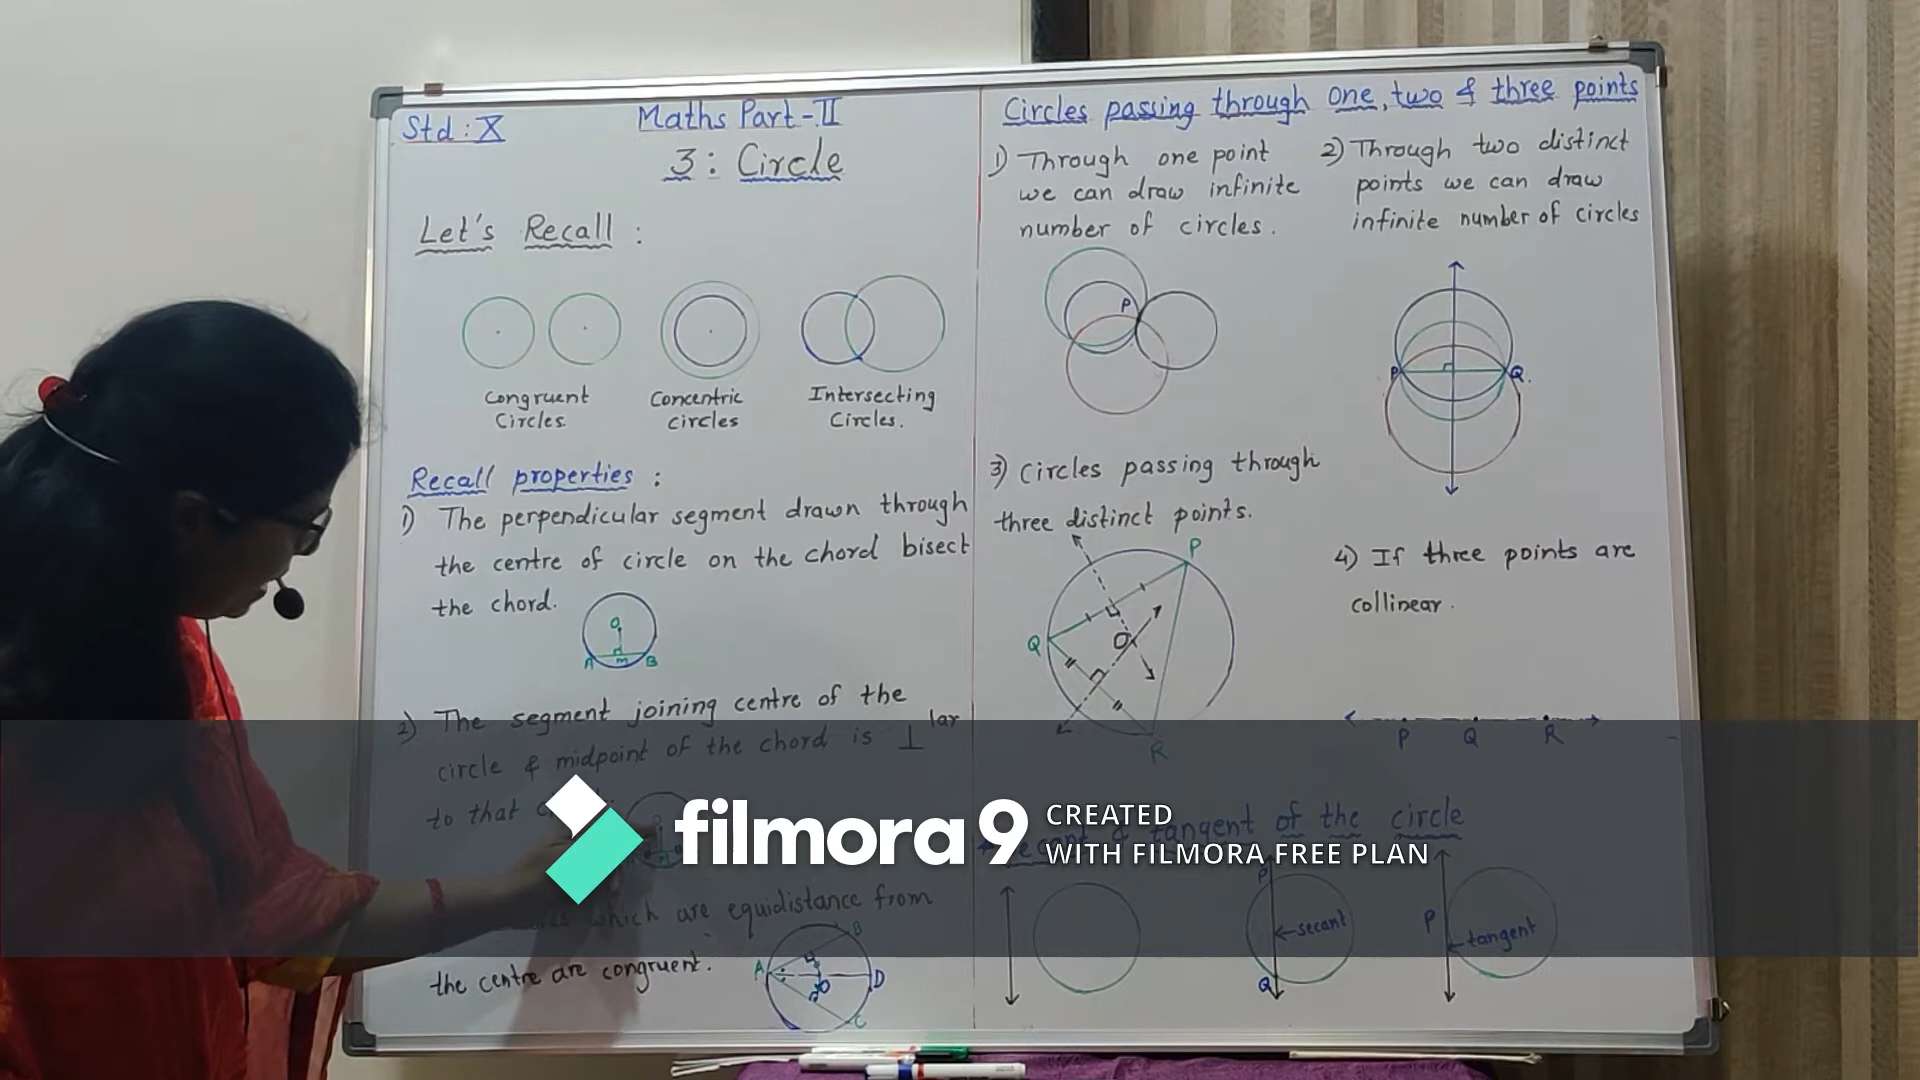 Std : X
Maths Part-II
3 : Circle
Let's Recall :
Congruent
Circles
Concentric
circles
Intersecting
Circles.
Recall properties :
1) The perpendicular segment drawn through
the centre of circle on the chord bisect
the chord.
O
A m B
2) The segment joining centre of the
circle & midpoint of the chord is ⊥lar
to that
which are equidistance from
the centre are congruent.
B
A O D
C
Circles passing through one, two & three points
1) Through one point
we can draw infinite
number of circles.
P
2) Through two distinct
points we can draw
infinite number of circles
P Q.
3) Circles passing through
three distinct points.
P
Q O
R
4) If three points are
collinear.
P Q R
tangent of the circle
P
secant
Q
P
tangent
filmora9 CREATED
WITH FILMORA FREE PLAN